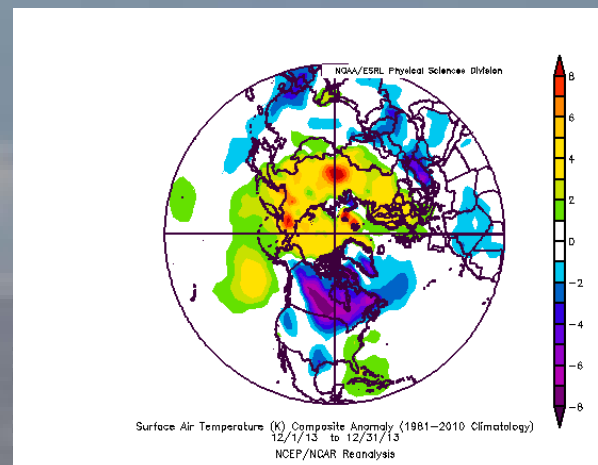 NOAA/ESRL Physical Sciences Division
8
6
4
2
0
-2
-4
-6
-8
Surface Air Temperature (K) Composite Anomaly (1981-2010 Climatology)
12/1/13 to 12/31/13
NCEP/NCAR Reanalysis